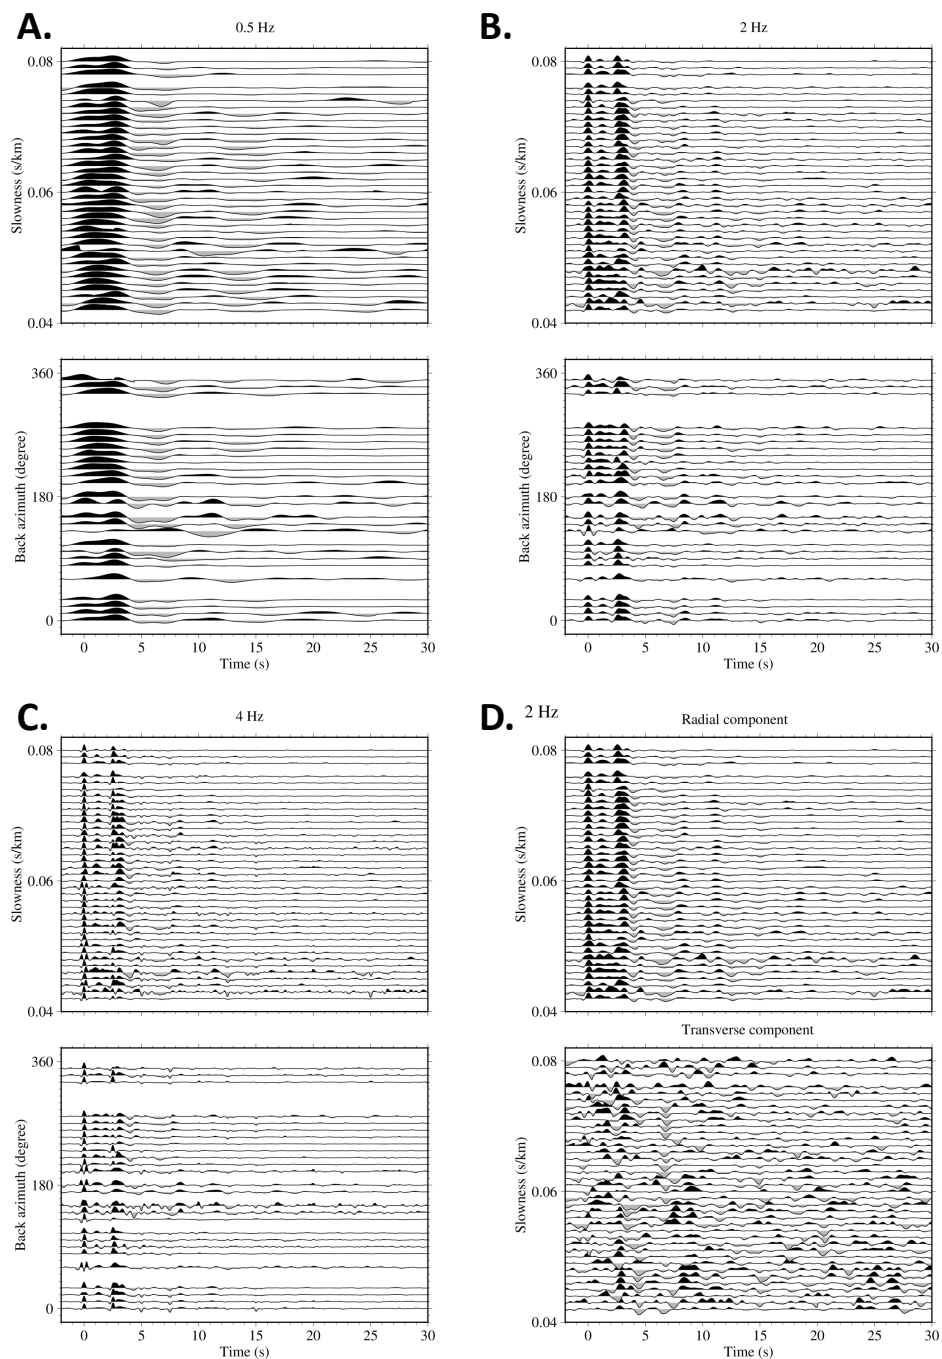 A.
0.5 Hz
0.08
0.06
0.04
Slowness (s/km)
360
180
0
Back azimuth (degree)
0 5 10 15 20 25 30
Time (s)
B.
2 Hz
0.08
0.06
0.04
Slowness (s/km)
360
180
0
Back azimuth (degree)
0 5 10 15 20 25 30
Time (s)
C.
4 Hz
0.08
0.06
0.04
Slowness (s/km)
360
180
0
Back azimuth (degree)
0 5 10 15 20 25 30
Time (s)
D.
2 Hz
Radial component
0.08
0.06
0.04
Slowness (s/km)
Transverse component
0.08
0.06
0.04
Slowness (s/km)
0 5 10 15 20 25 30
Time (s)